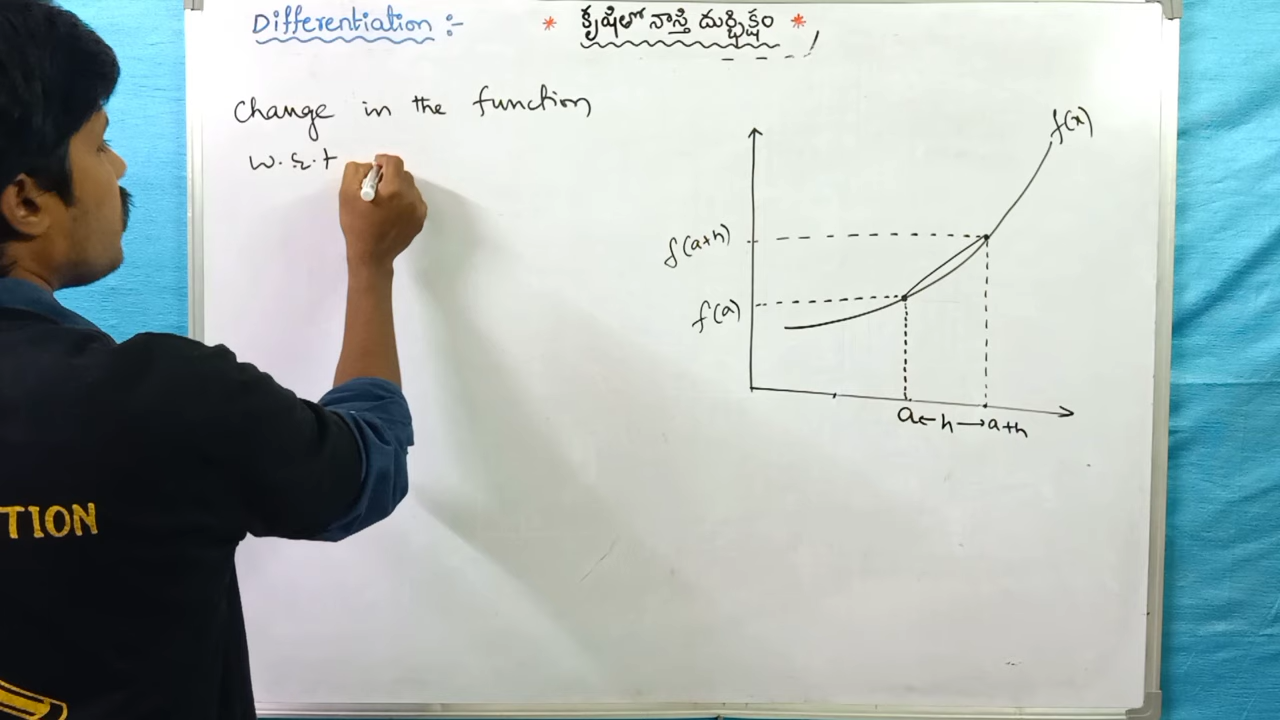 Differentiation :-
* కృషితో నాస్తి దుర్భిక్షం *
Change in the function
w.r.t
f(x)
f(a+h)
f(a)
a←h→a+h
TION